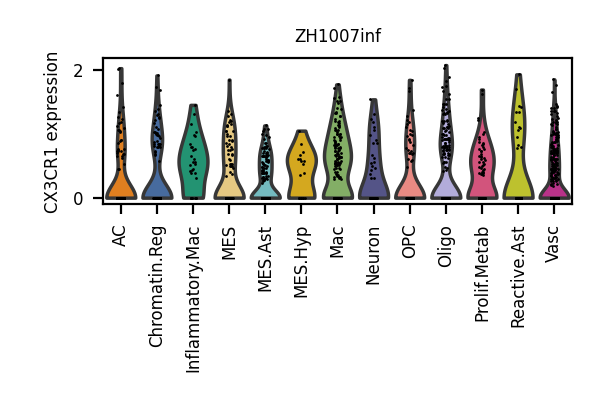 ZH1007inf
CX3CR1 expression
2
0
AC
Chromatin.Reg
Inflammatory.Mac
MES
MES.Ast
MES.Hyp
Mac
Neuron
OPC
Oligo
Prolif.Metab
Reactive.Ast
Vasc